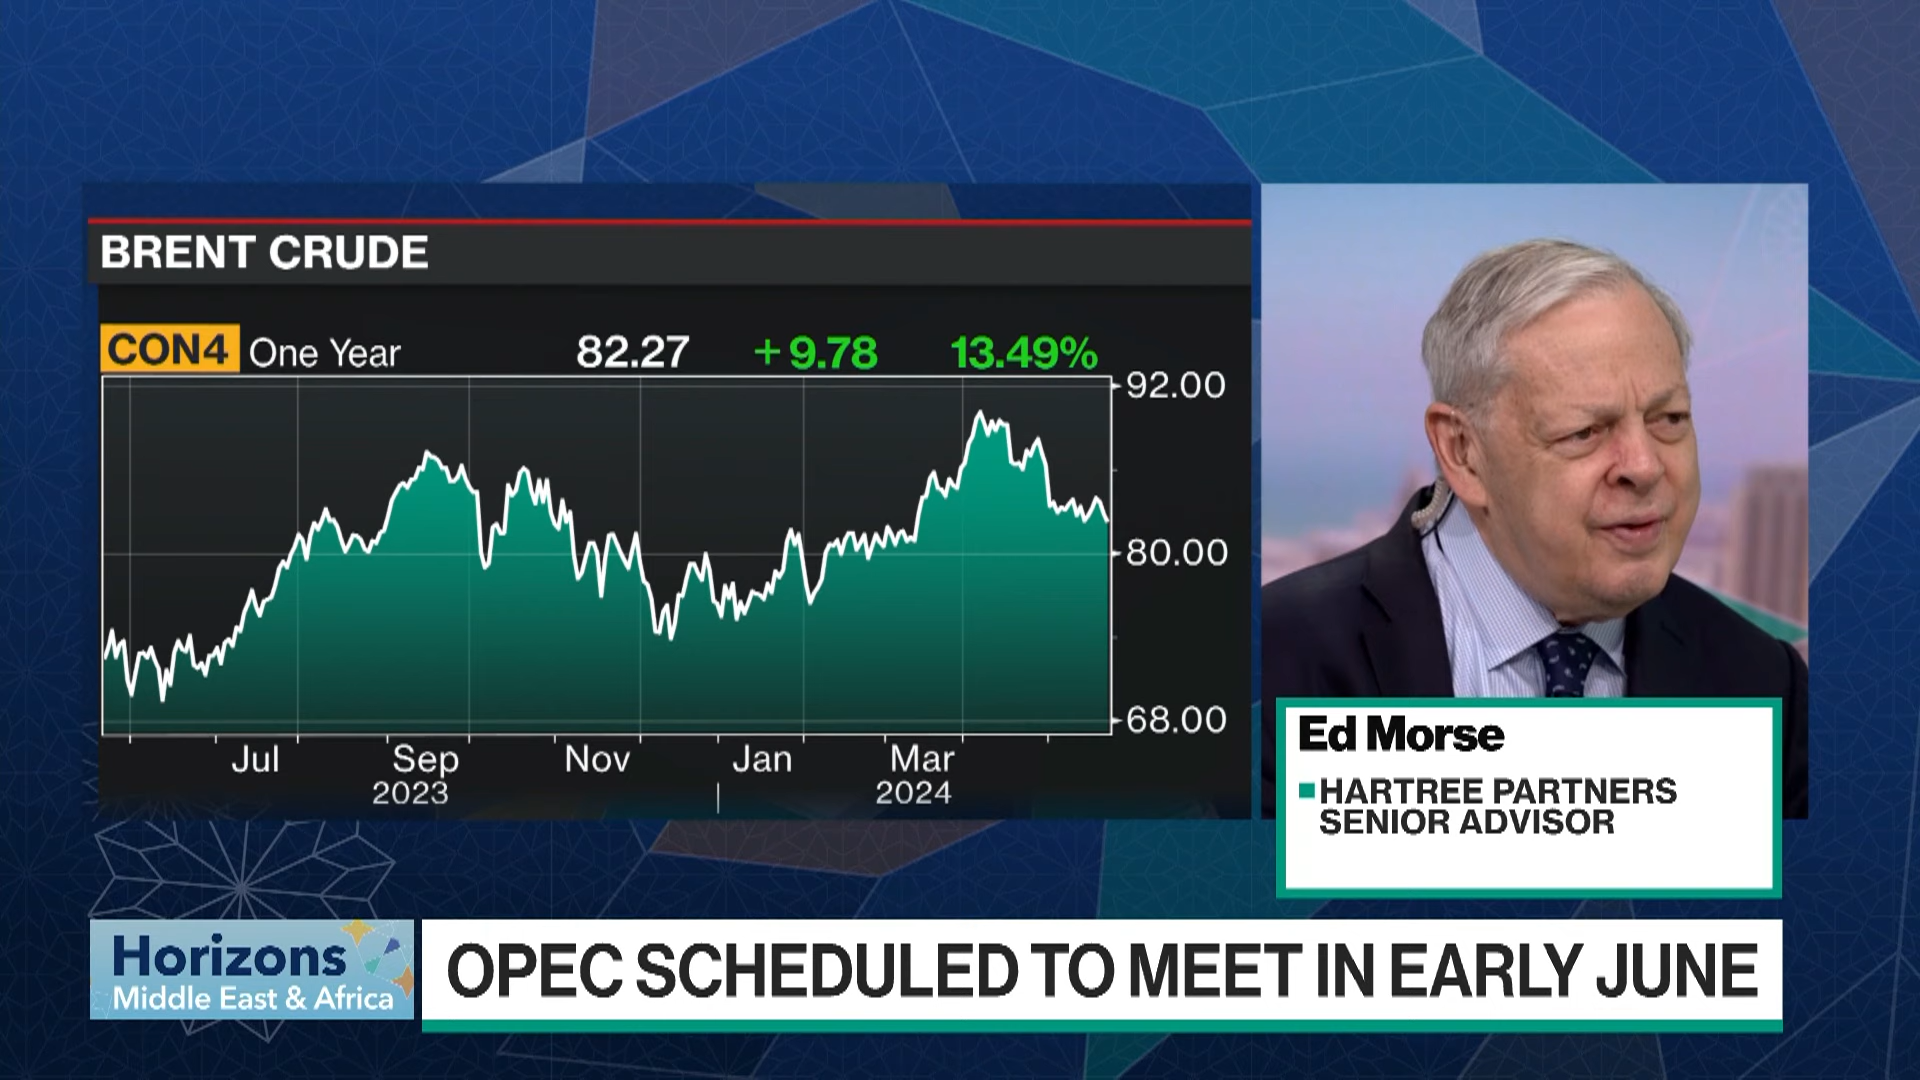 BRENT CRUDE
CON4 One Year 82.27 +9.78 13.49%
92.00
80.00
68.00
Jul Sep Nov Jan Mar
2023 2024
Ed Morse
HARTREE PARTNERS
SENIOR ADVISOR
Horizons
Middle East & Africa
OPEC SCHEDULED TO MEET IN EARLY JUNE